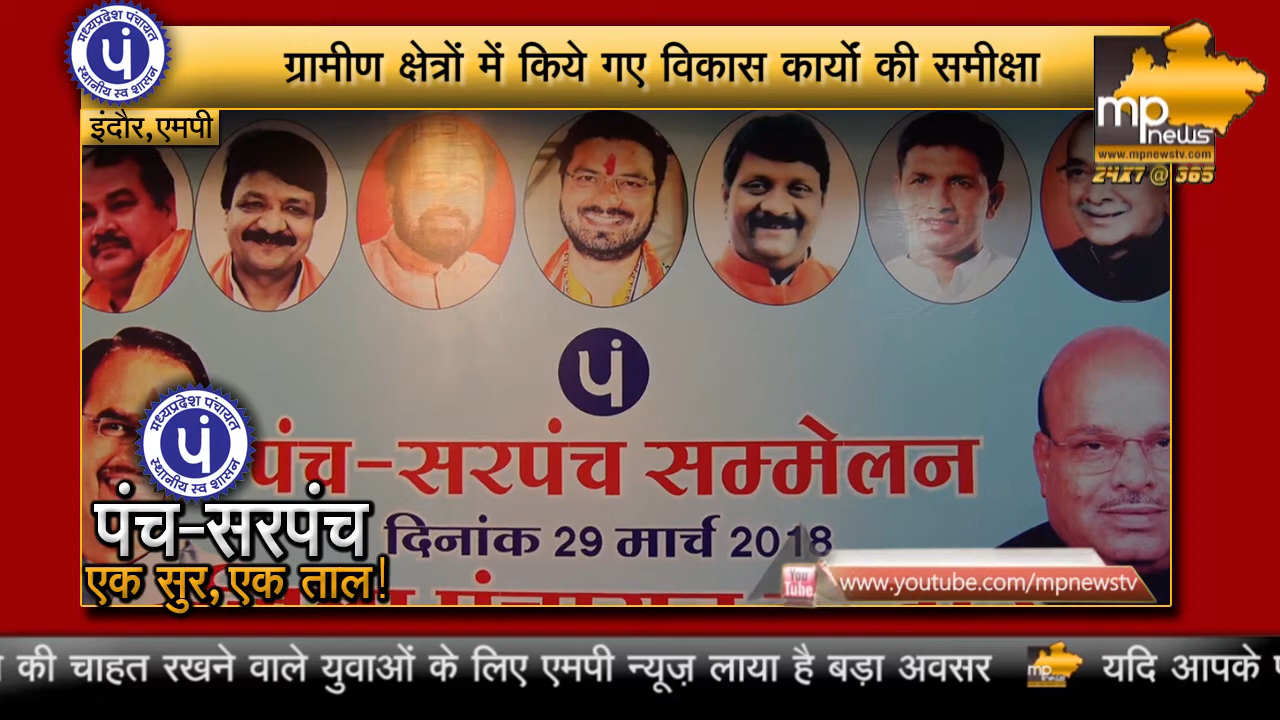 मध्यप्रदेश पंचायत
पं
स्थानीय स्व शासन
ग्रामीण क्षेत्रों में किये गए विकास कार्यों की समीक्षा
mp
news
www.mpnewstv.com
24X7 @ 365
इंदौर,एमपी
पं
पंच-सरपंच सम्मेलन
दिनांक 29 मार्च 2018
मध्यप्रदेश पंचायत
पं
स्थानीय स्व शासन
पंच-सरपंच
एक सुर, एक ताल!
You
Tube
www.youtube.com/mpnewstv
की चाहत रखने वाले युवाओं के लिए एमपी न्यूज़ लाया है बड़ा अवसर mp news यदि आपके